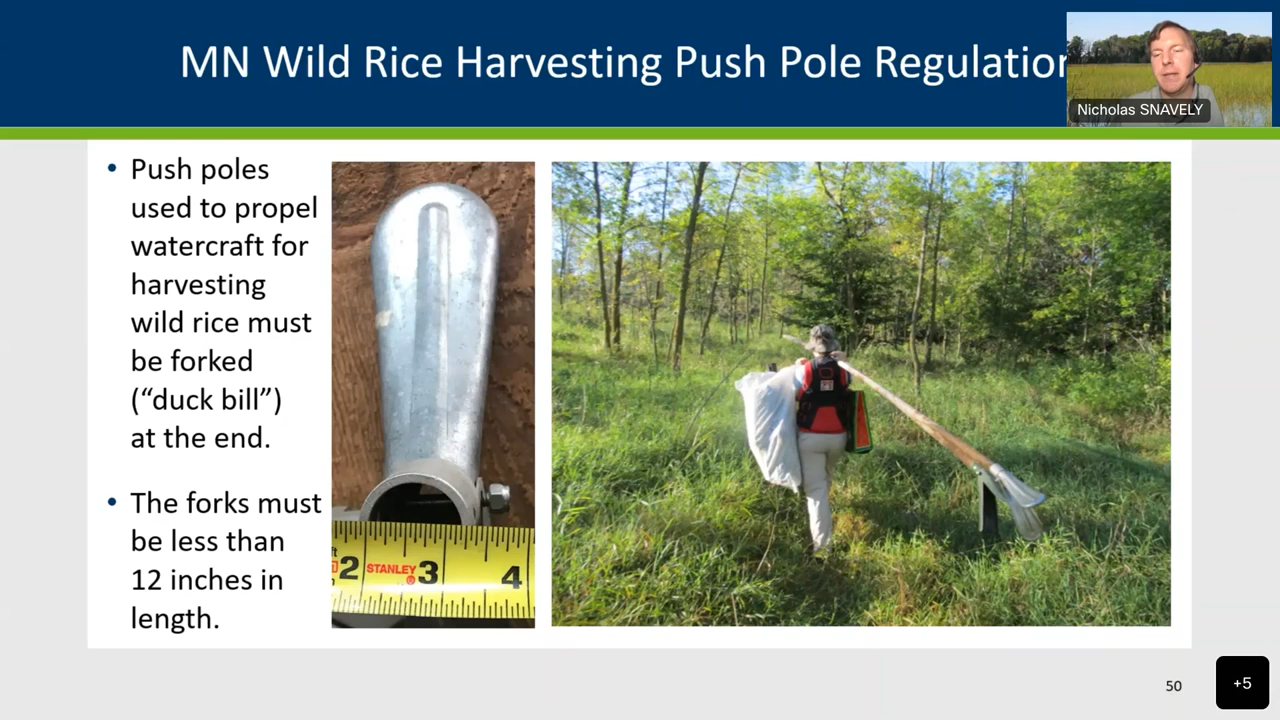 MN Wild Rice Harvesting Push Pole Regulation
Nicholas SNAVELY
• Push poles
used to propel
watercraft for
harvesting
wild rice must
be forked
(“duck bill”)
at the end.
• The forks must
be less than
12 inches in
length.
2 STANLEY 3 4
50
+5